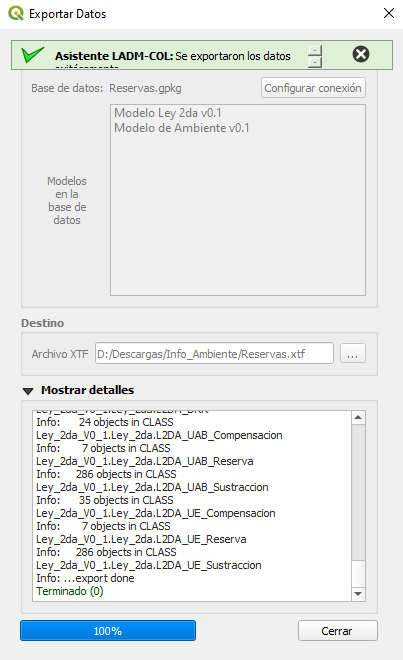 Exportar Datos
Asistente LADM-COL: Se exportaron los datos
exitósamente
Base de datos: Reservas.gpkg
Configurar conexión
Modelo Ley 2da v0.1
Modelo de Ambiente v0.1
Modelos
en la
base de
datos
Destino
Archivo XTF
D:/Descargas/Info_Ambiente/Reservas.xtf
...
Mostrar detalles
Ley_2da_V0_1.Ley_2da.L2DA_DRR
Info: 24 objects in CLASS
Ley_2da_V0_1.Ley_2da.L2DA_UAB_Compensacion
Info: 7 objects in CLASS
Ley_2da_V0_1.Ley_2da.L2DA_UAB_Reserva
Info: 286 objects in CLASS
Ley_2da_V0_1.Ley_2da.L2DA_UAB_Sustraccion
Info: 35 objects in CLASS
Ley_2da_V0_1.Ley_2da.L2DA_UE_Compensacion
Info: 7 objects in CLASS
Ley_2da_V0_1.Ley_2da.L2DA_UE_Reserva
Info: 286 objects in CLASS
Ley_2da_V0_1.Ley_2da.L2DA_UE_Sustraccion
Info: ...export done
Terminado (0)
100%
Cerrar